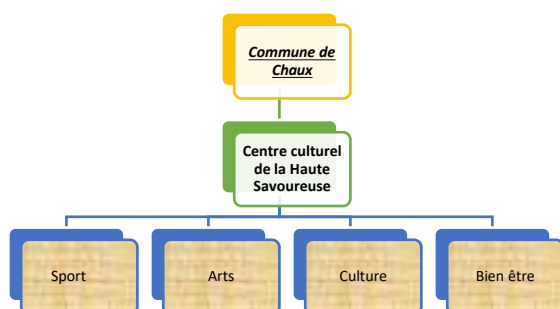 Commune de
Chaux
Centre culturel
de la Haute
Savoureuse
Sport
Arts
Culture
Bien être